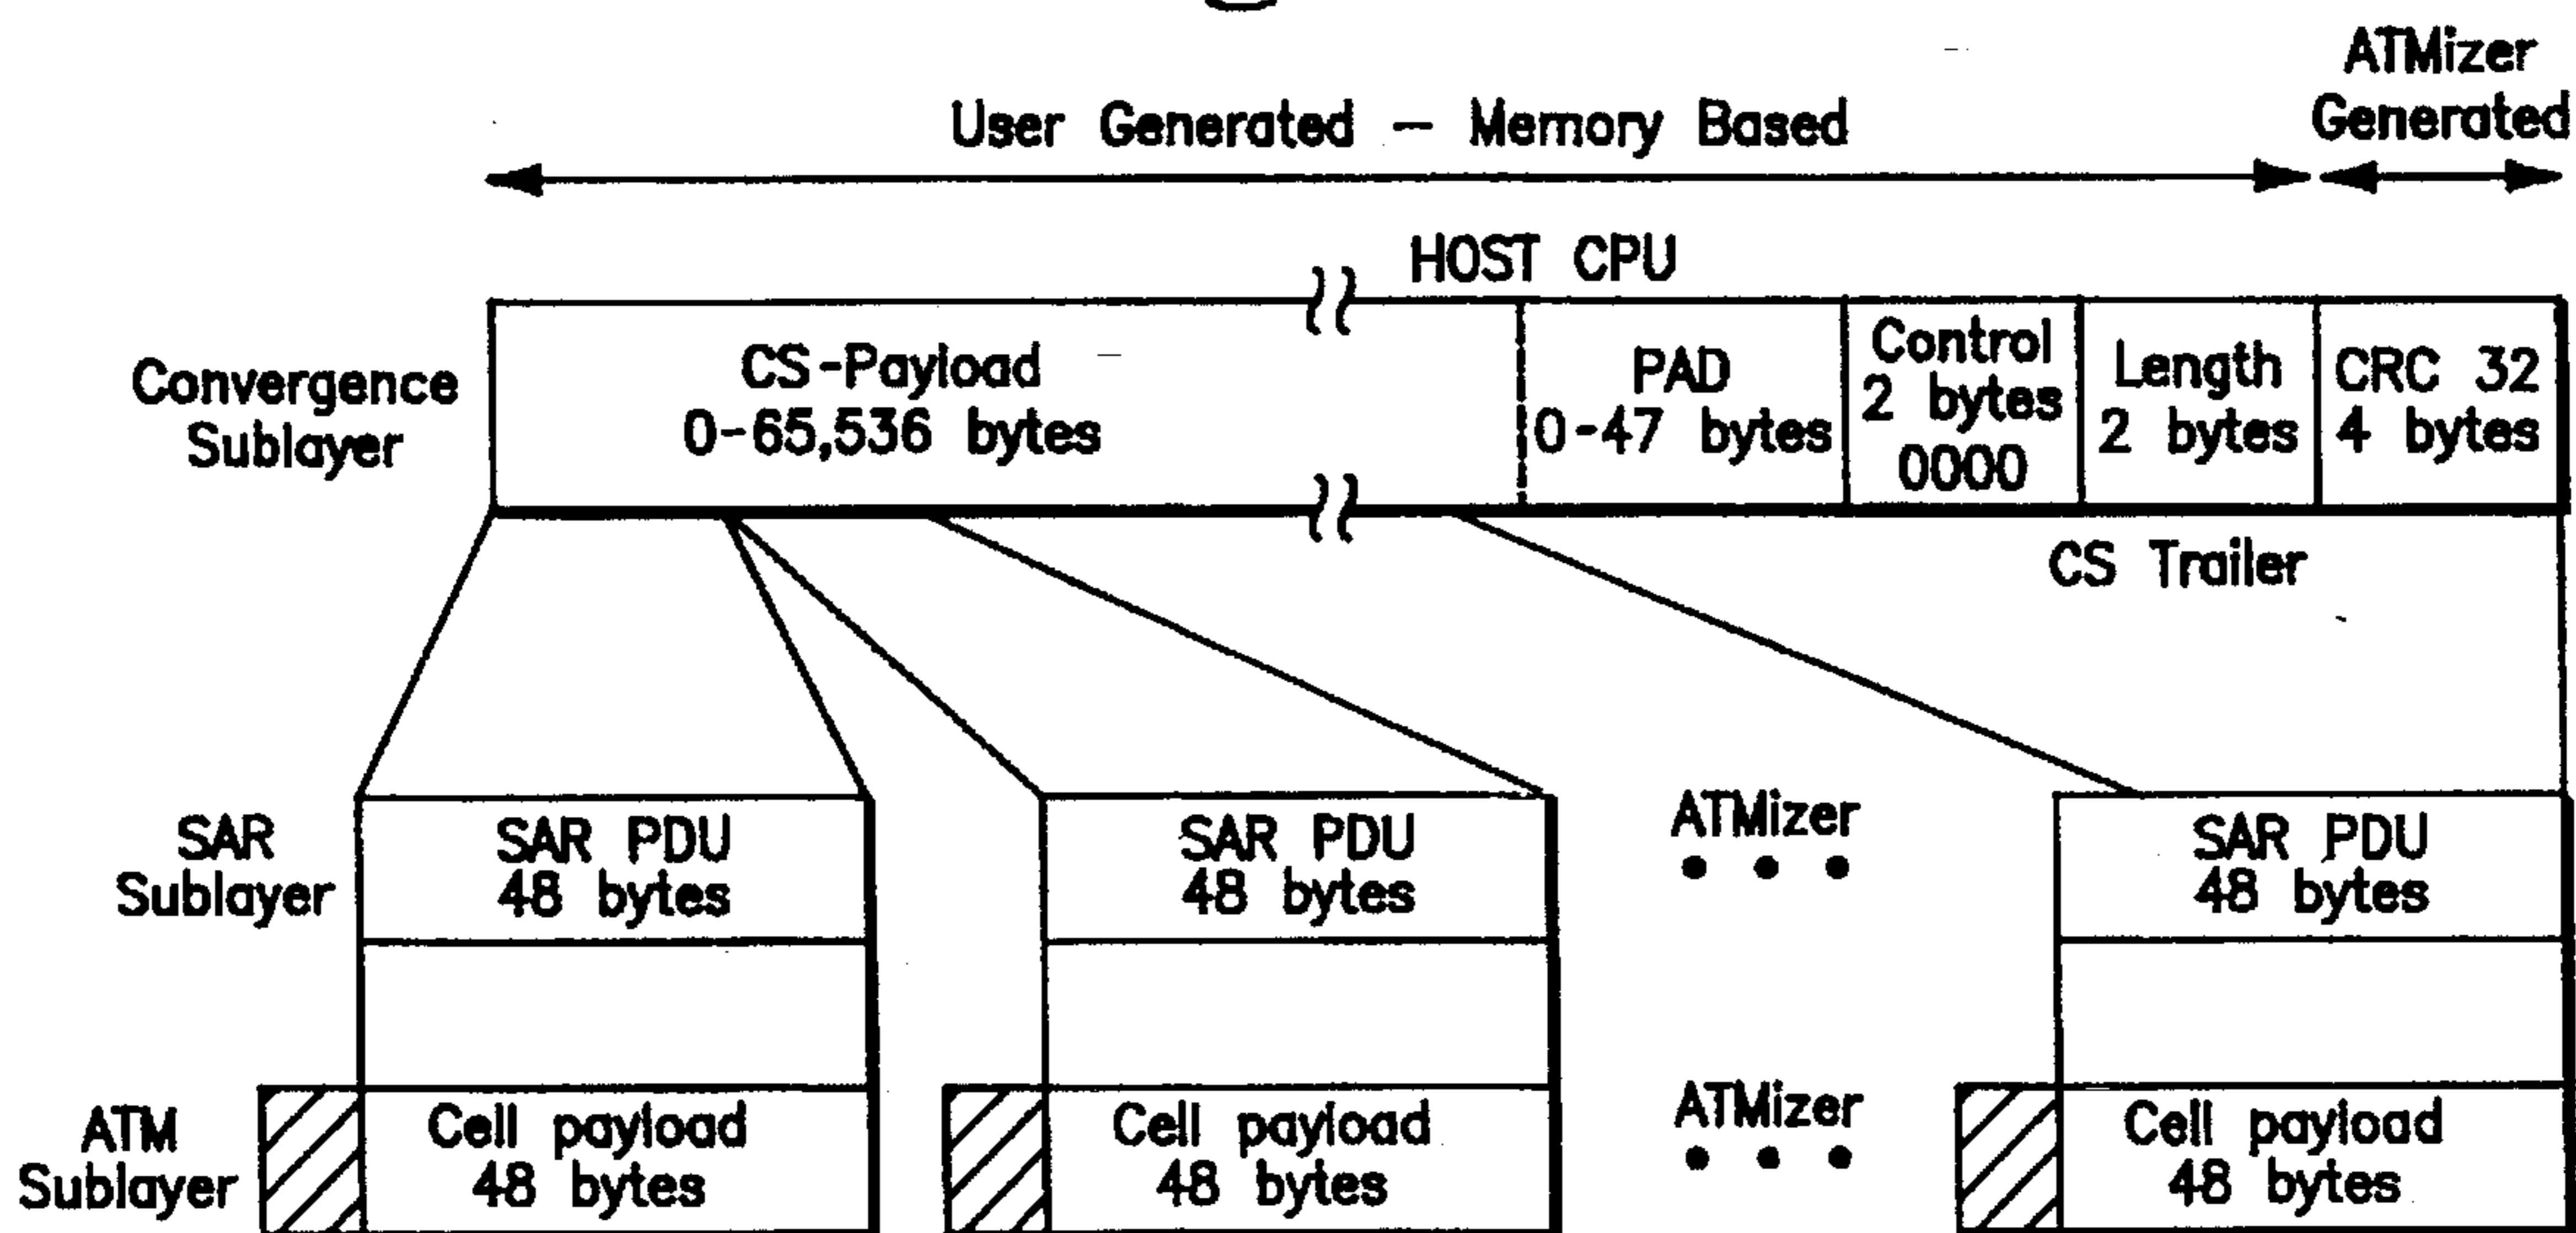 ATMizer
Generated
User Generated - Memory Based
HOST CPU
Convergence
Sublayer
CS-Payload
0-65,536 bytes
PAD
0-47 bytes
Control
2 bytes
0000
Length
2 bytes
CRC 32
4 bytes
CS Trailer
SAR
Sublayer
SAR PDU
48 bytes
SAR PDU
48 bytes
ATMizer
• • •
SAR PDU
48 bytes
ATM
Sublayer
Cell payload
48 bytes
Cell payload
48 bytes
ATMizer
• • •
Cell payload
48 bytes